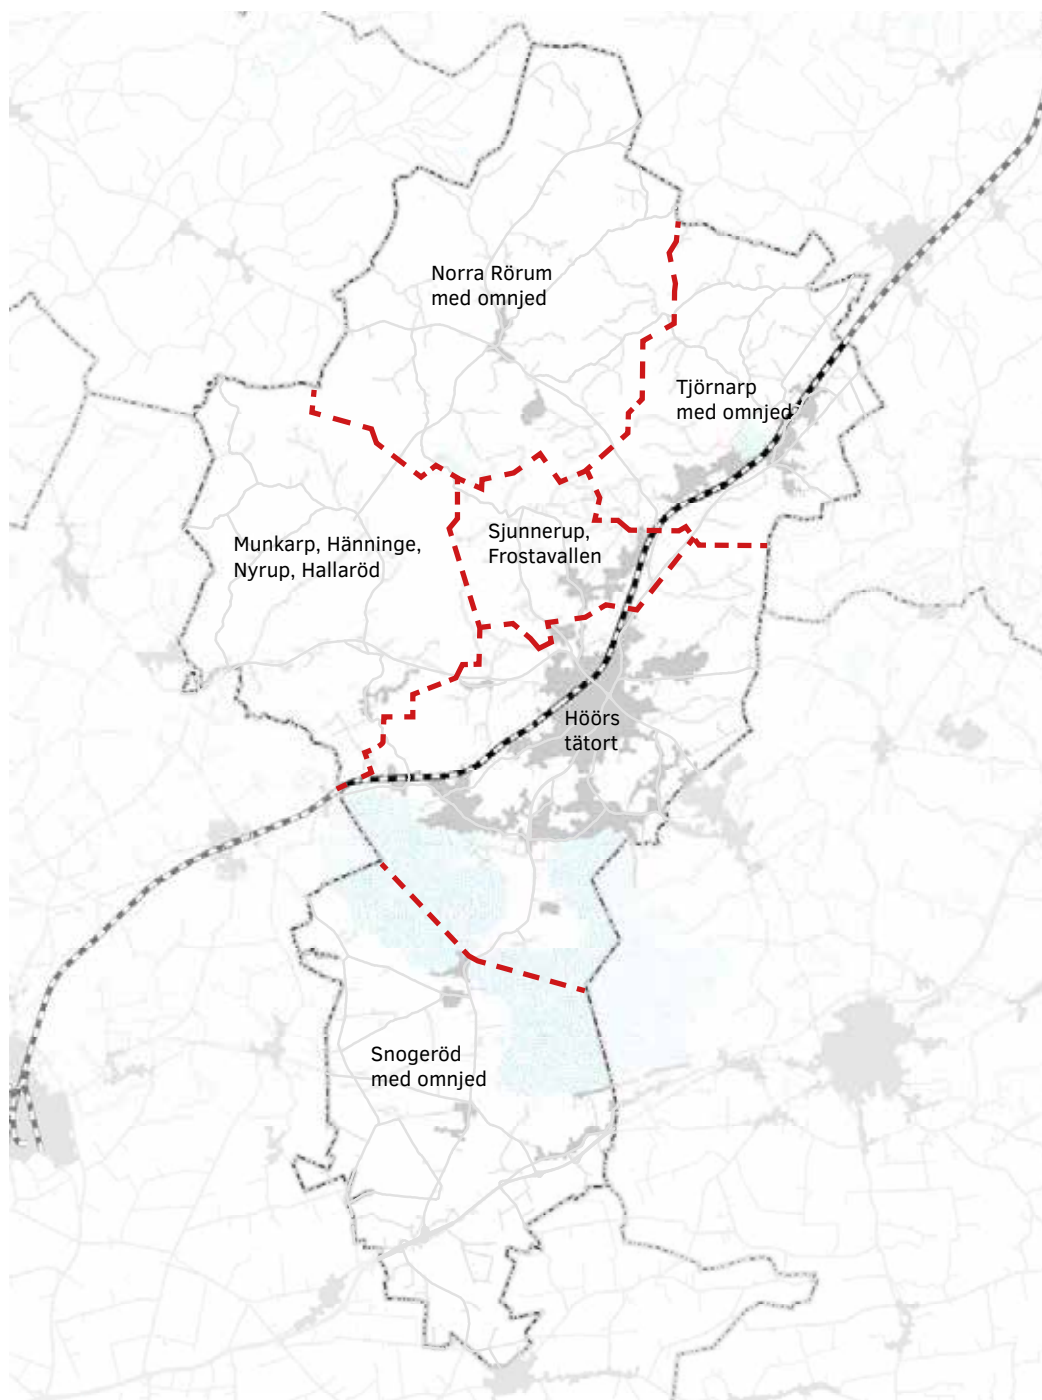 Norra Rörum
med omnjed
Tjörnarp
med omnjed
Sjunnerup,
Frostavallen
Munkarp, Hänninge,
Nyrup, Hallaröd
Höörs
tätort
Snogeröd
med omnjed